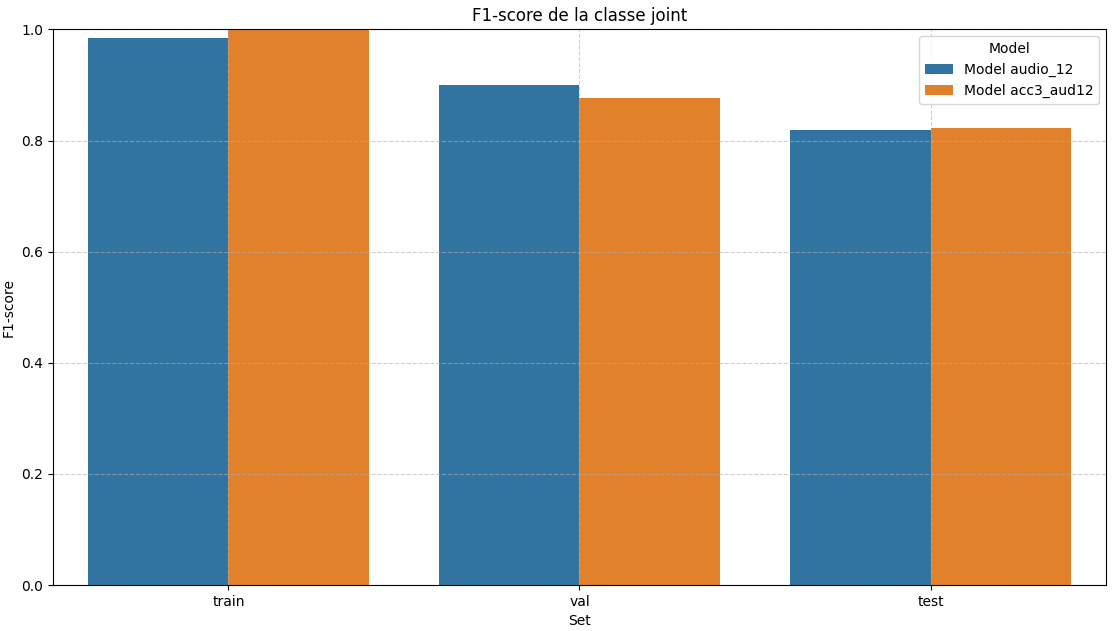 F1-score de la classe joint
1.0
0.8
0.6
0.4
0.2
0.0
F1-score
Model
Model audio_12
Model acc3_aud12
train
val
test
Set